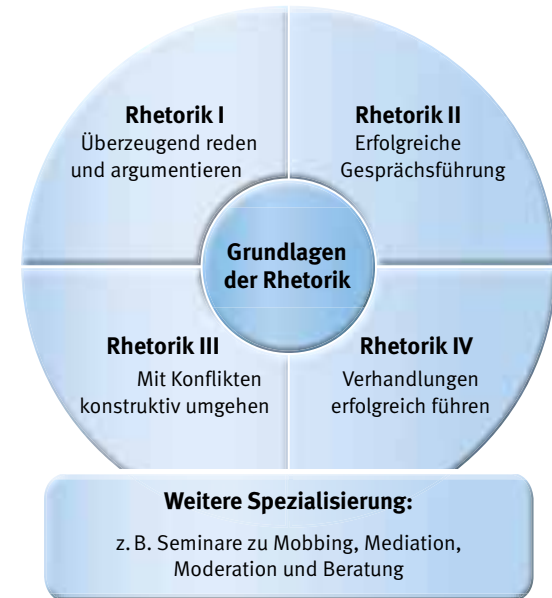 Rhetorik I
Überzeugend reden
und argumentieren
Rhetorik II
Erfolgreiche
Gesprächsführung
Grundlagen
der Rhetorik
Rhetorik III
Mit Konflikten
konstruktiv umgehen
Rhetorik IV
Verhandlungen
erfolgreich führen
Weitere Spezialisierung:
z. B. Seminare zu Mobbing, Mediation,
Moderation und Beratung